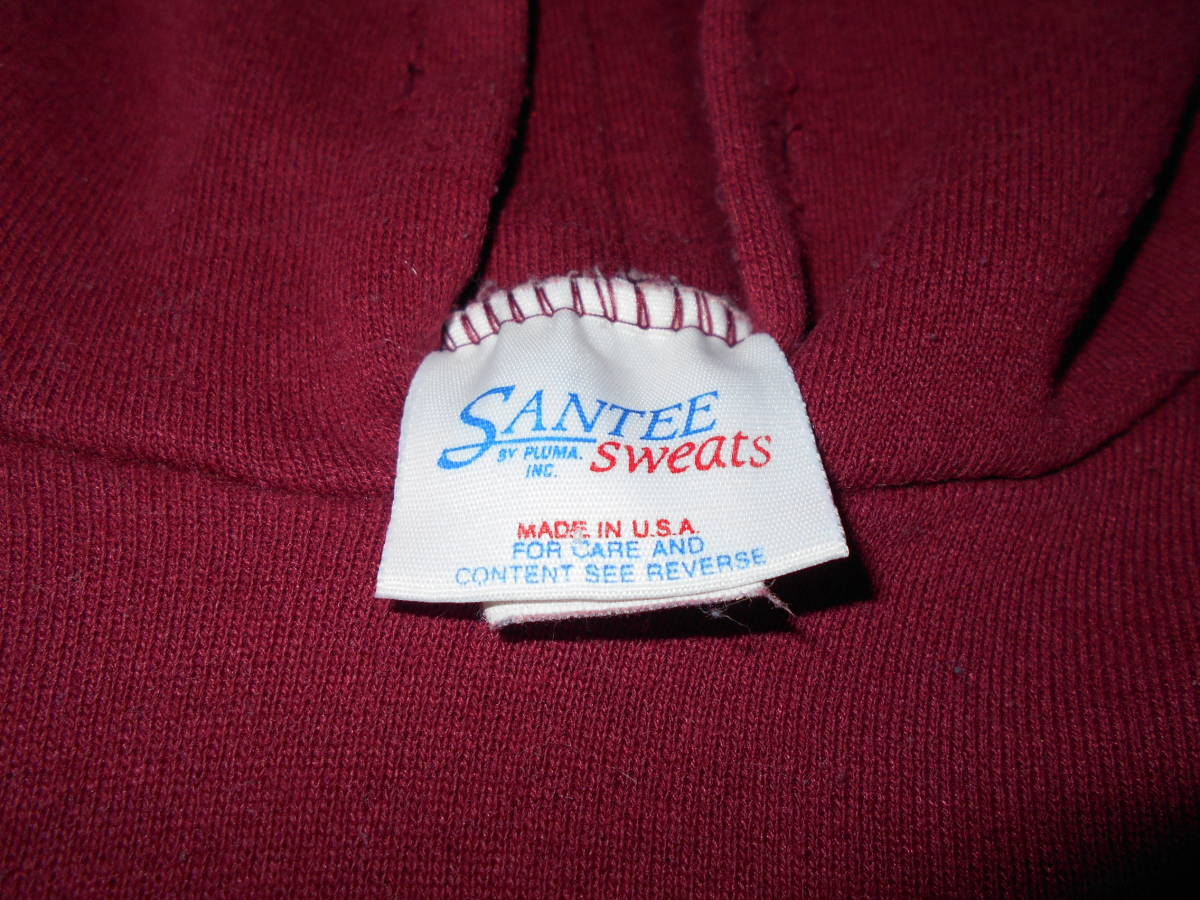 SANTEE
BY PLUMA, sweats
INC.
MADE IN U.S.A.
FOR CARE AND
CONTENT SEE REVERSE